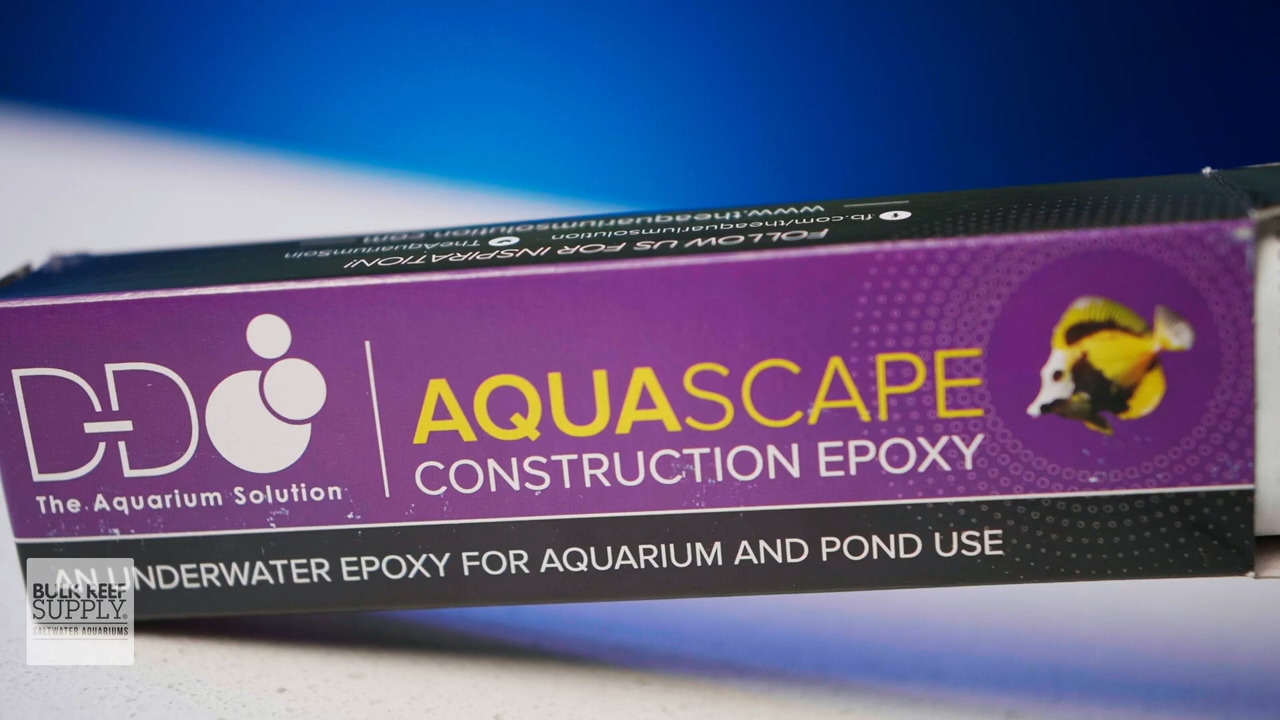 FOLLOW US FOR INSPIRATION!
fb.com/theaquariumsolution
TheAquariumSoln
www.theaquariumsolution.com
D-D
The Aquarium Solution
AQUASCAPE
CONSTRUCTION EPOXY
AN UNDERWATER EPOXY FOR AQUARIUM AND POND USE
BULK REEF
SUPPLY®
SALTWATER AQUARIUMS